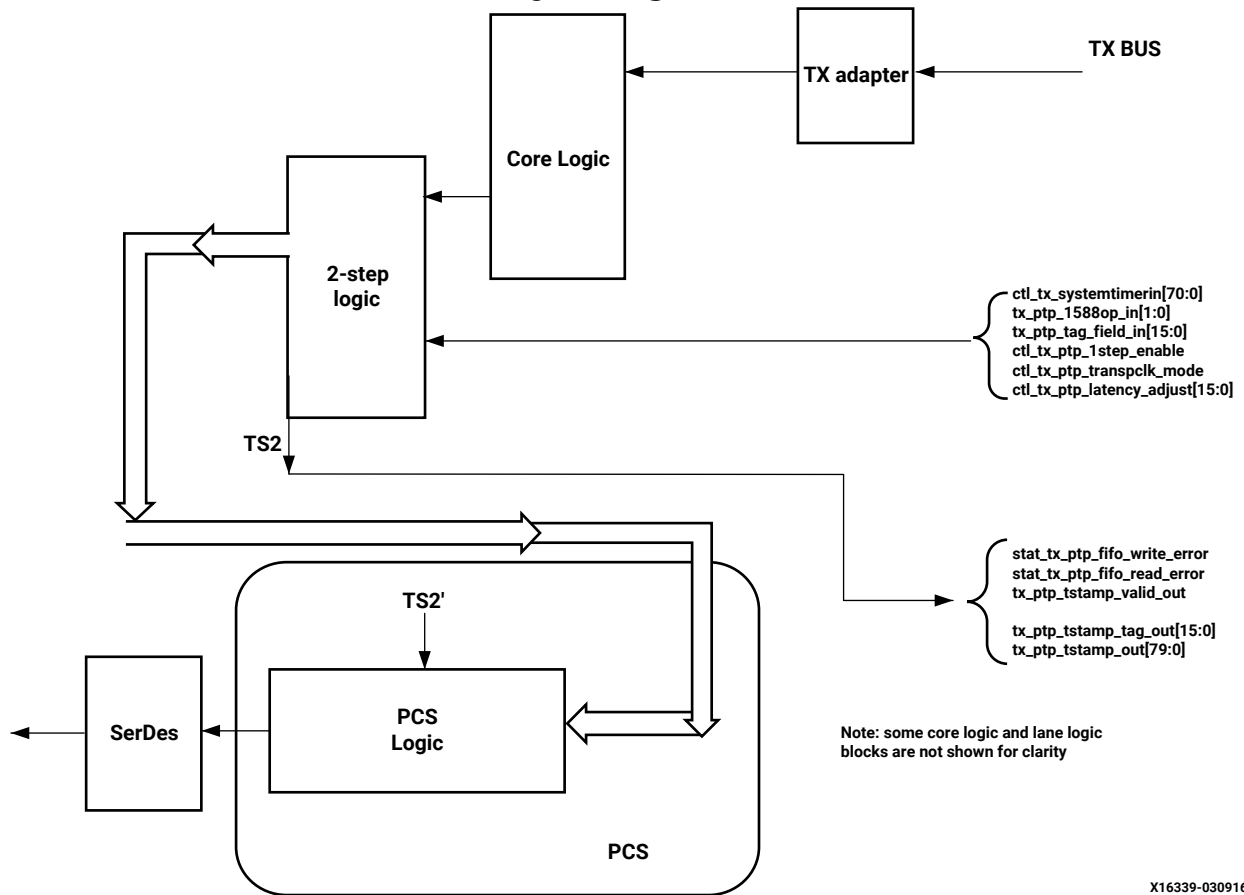 TX BUS
TX adapter
Core Logic
2-step
logic
ctl_tx_systemtimerin[70:0]
tx_ptp_1588op_in[1:0]
tx_ptp_tag_field_in[15:0]
ctl_tx_ptp_1step_enable
ctl_tx_ptp_transpclk_mode
ctl_tx_ptp_latency_adjust[15:0]
TS2
stat_tx_ptp_fifo_write_error
stat_tx_ptp_fifo_read_error
tx_ptp_tstamp_valid_out
tx_ptp_tstamp_tag_out[15:0]
tx_ptp_tstamp_out[79:0]
TS2'
PCS
Logic
SerDes
Note: some core logic and lane logic
blocks are not shown for clarity
PCS
X16339-030916